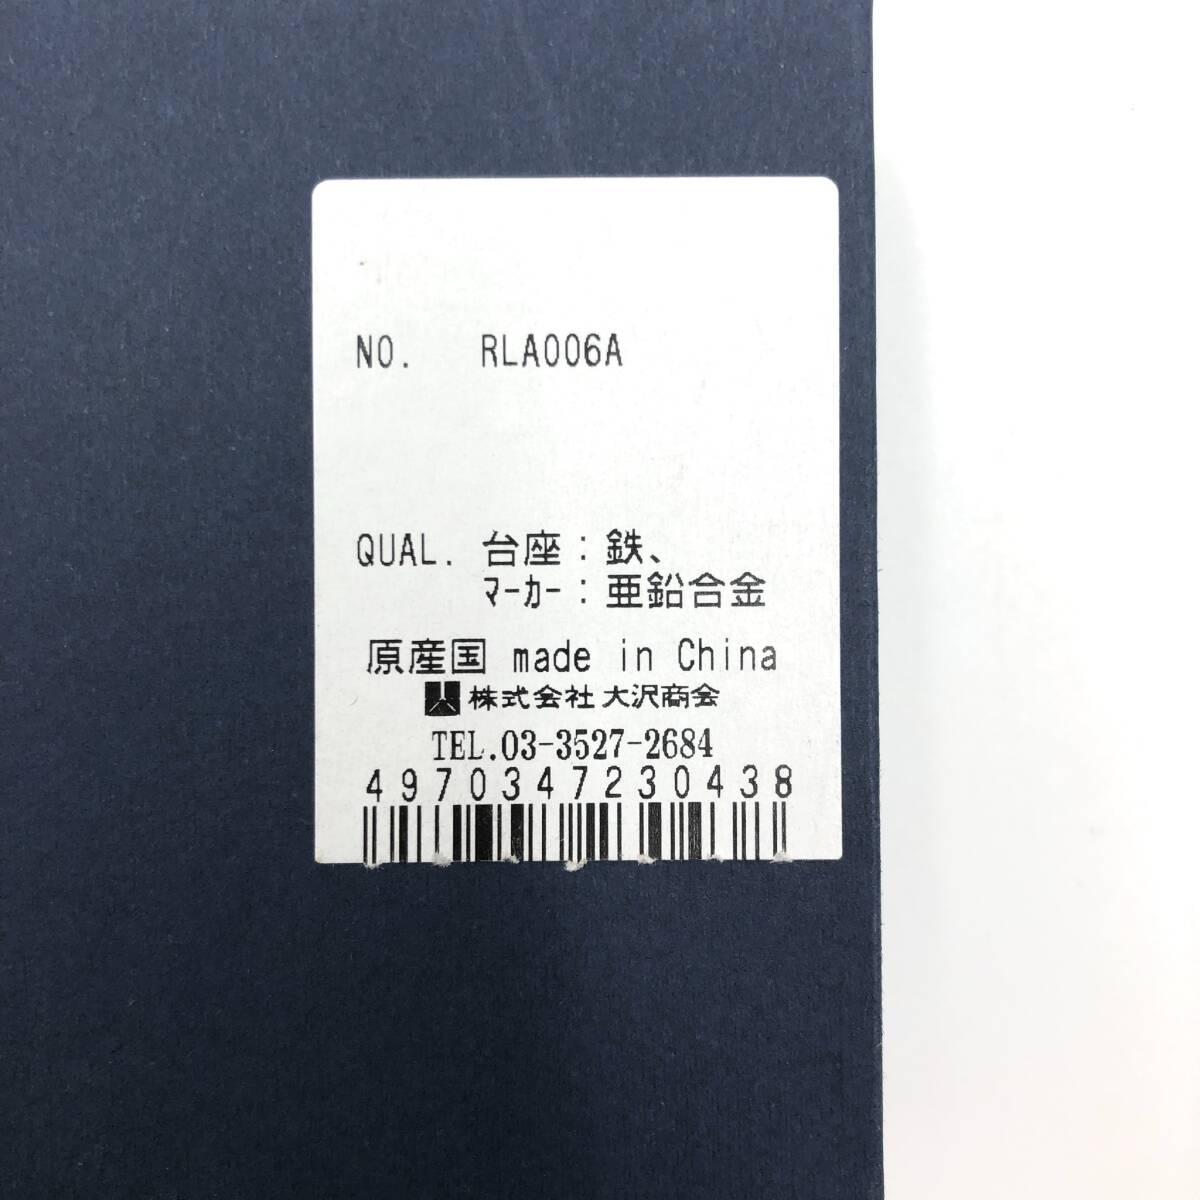 NO. RLA006A
QUAL. 台座：鉄、
ﾏｰｶｰ：亜鉛合金
原産国 made in China
株式会社 大沢商会
TEL.03-3527-2684
4970347230438